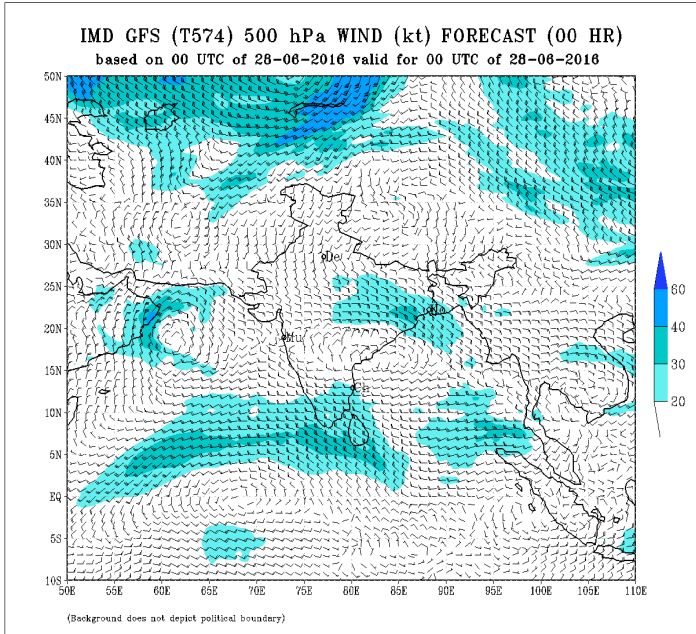 IMD GFS (T574) 500 hPa WIND (kt) FORECAST (00 HR)
based on 00 UTC of 28-06-2016 valid for 00 UTC of 28-06-2016
50N
45N
40N
35N
30N
25N
20N
15N
10N
5N
EQ
5S
10S
De
Mu
60
40
30
20
50E 55E 60E 65E 70E 75E 80E 85E 90E 95E 100E 105E 110E
(Background does not depict political boundary)